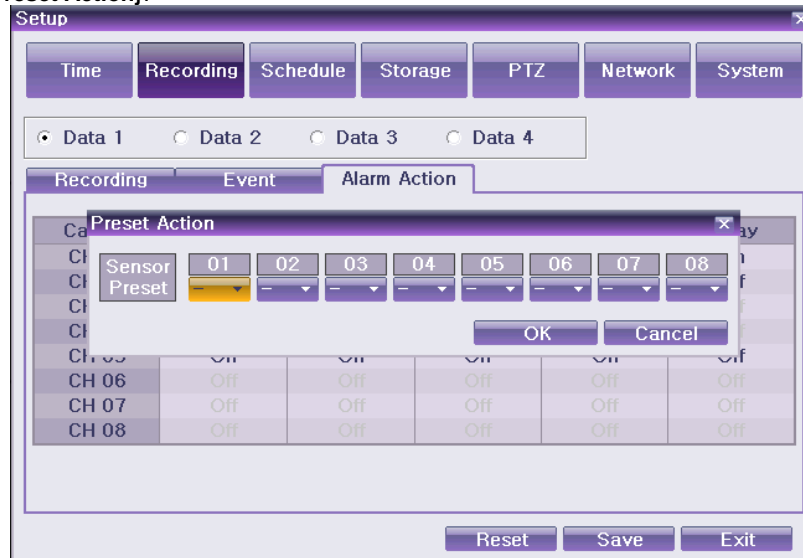 reset Action].
Setup
Time Recording Schedule Storage PTZ Network System
Data 1 Data 2 Data 3 Data 4
Recording Event Alarm Action
Preset Action
Sensor 01 02 03 04 05 06 07 08
Preset – – – – – – – –
OK Cancel
CH 06 Off Off Off Off Off
CH 07 Off Off Off Off Off
CH 08 Off Off Off Off Off
Reset Save Exit